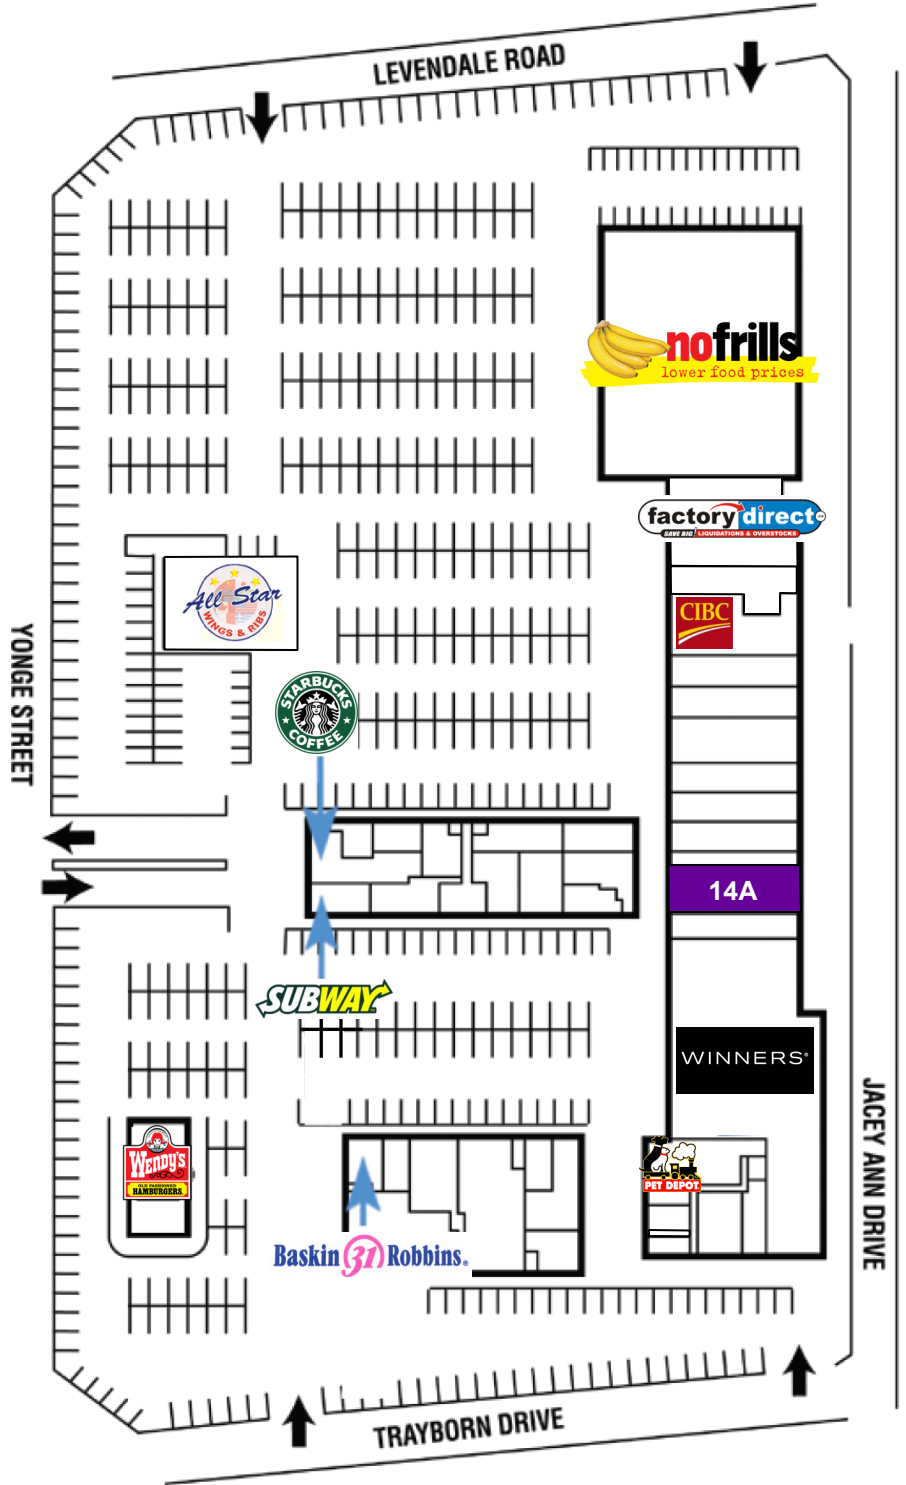 LEVENDALE ROAD
nofrills
lower food prices
factory direct
SAVE BIG! LIQUIDATIONS & OVERSTOCKS
All Star
WINGS & RIBS
CIBC
YONGE STREET
STARBUCKS
COFFEE
14A
SUBWAY
WINNERS
JACEY ANN DRIVE
Wendy's
OLD FASHIONED
HAMBURGERS
PET DEPOT
Baskin 31 Robbins
TRAYBORN DRIVE